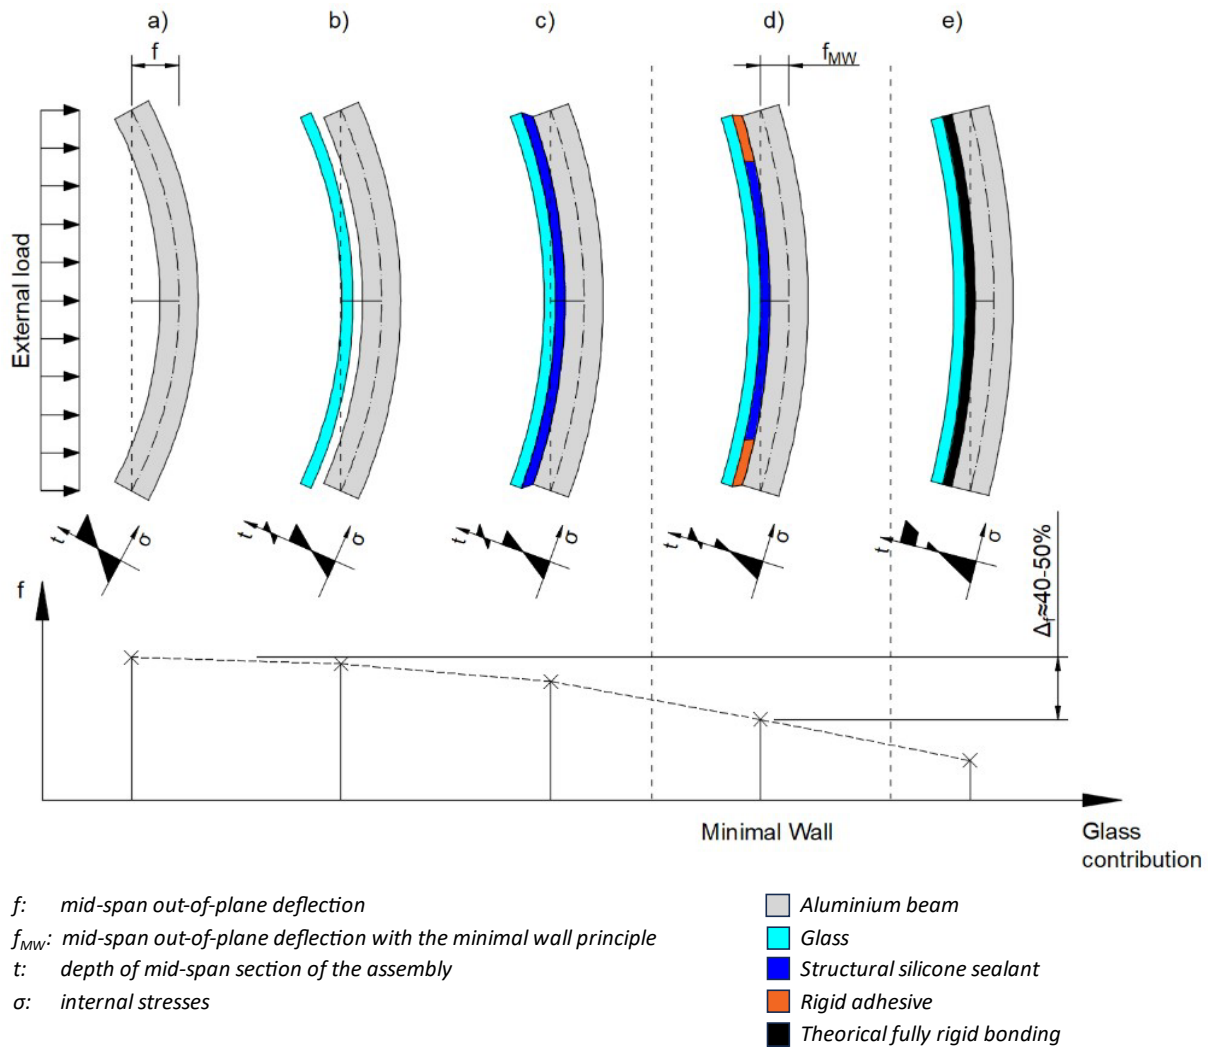 a) b) c) d) e)
f
fMW
External load
t σ t σ t σ t σ t σ
f
Δf≈40-50%
Minimal Wall
Glass
contribution
f: mid-span out-of-plane deflection
fMW: mid-span out-of-plane deflection with the minimal wall principle
t: depth of mid-span section of the assembly
σ: internal stresses
Aluminium beam
Glass
Structural silicone sealant
Rigid adhesive
Theorical fully rigid bonding